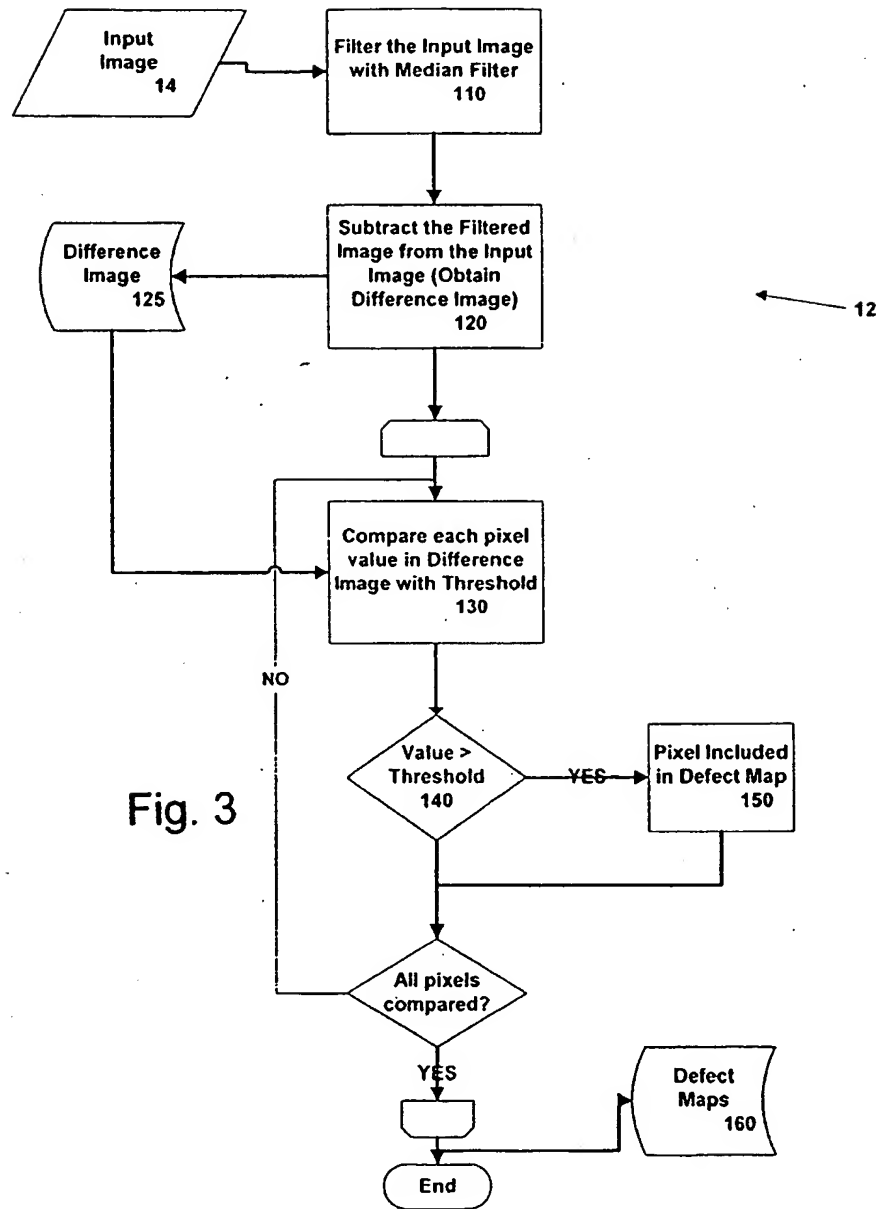 Input
Image
14
Filter the Input Image
with Median Filter
110
Difference
Image
125
Subtract the Filtered
Image from the Input
Image (Obtain
Difference Image)
120
12
Compare each pixel
value in Difference
Image with Threshold
130
NO
Value >
Threshold
140
YES
Pixel Included
in Defect Map
150
Fig. 3
All pixels
compared?
YES
Defect
Maps
160
End